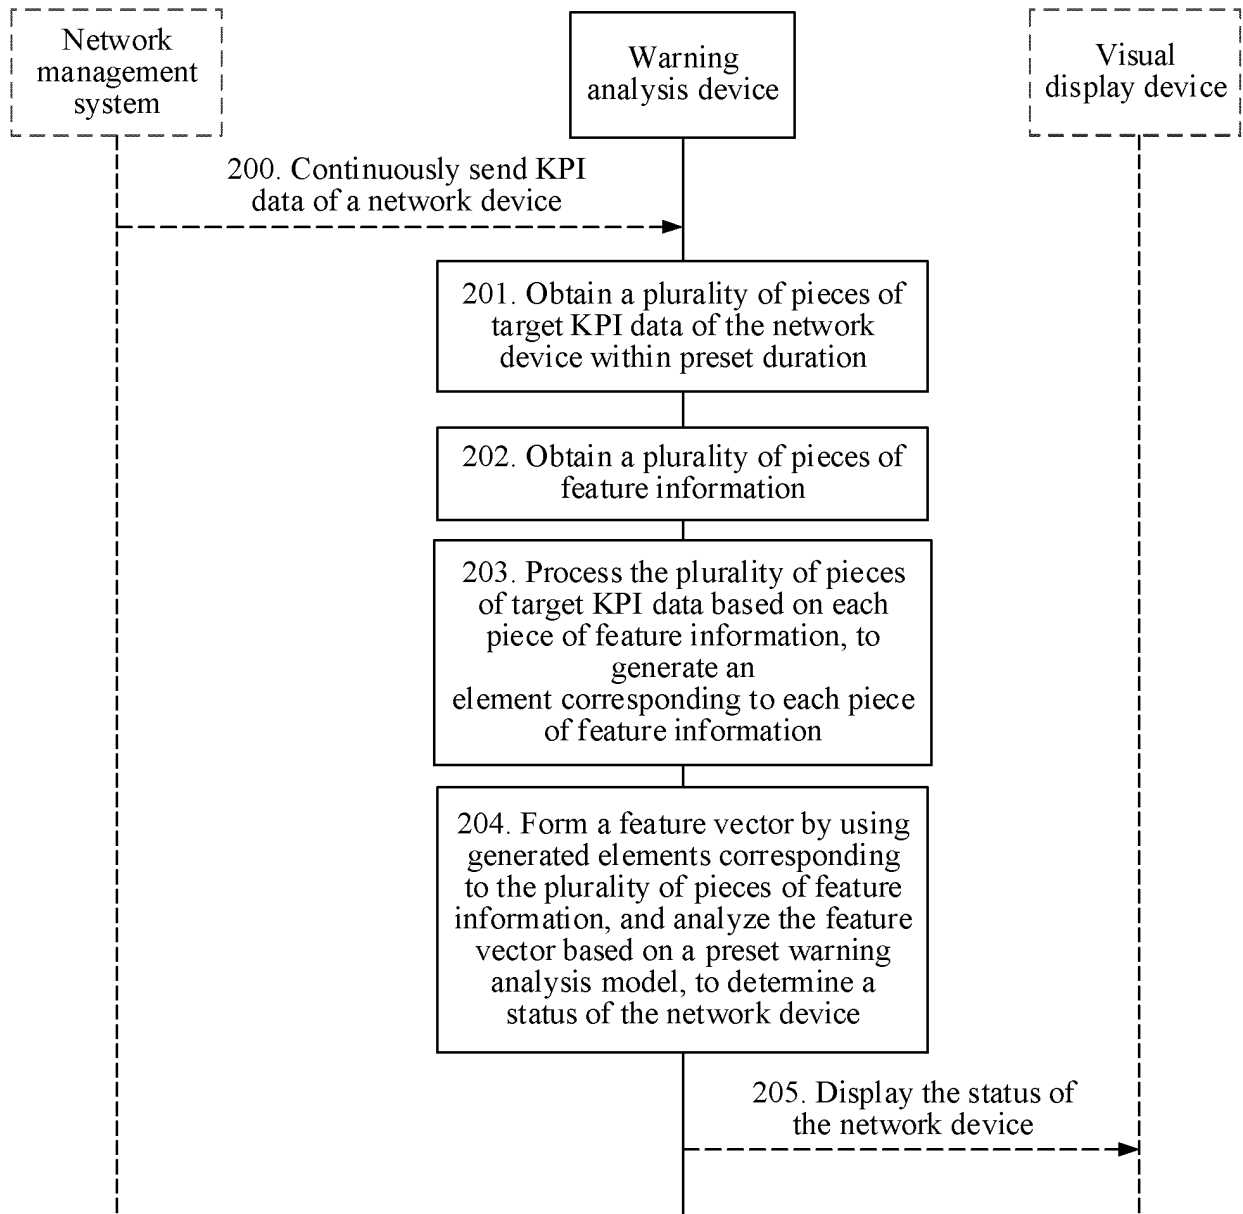 Network
management
system
Warning
analysis device
Visual
display device
200. Continuously send KPI
data of a network device
201. Obtain a plurality of pieces of
target KPI data of the network
device within preset duration
202. Obtain a plurality of pieces of
feature information
203. Process the plurality of pieces
of target KPI data based on each
piece of feature information, to
generate an
element corresponding to each piece
of feature information
204. Form a feature vector by using
generated elements corresponding
to the plurality of pieces of feature
information, and analyze the feature
vector based on a preset warning
analysis model, to determine a
status of the network device
205. Display the status of
the network device